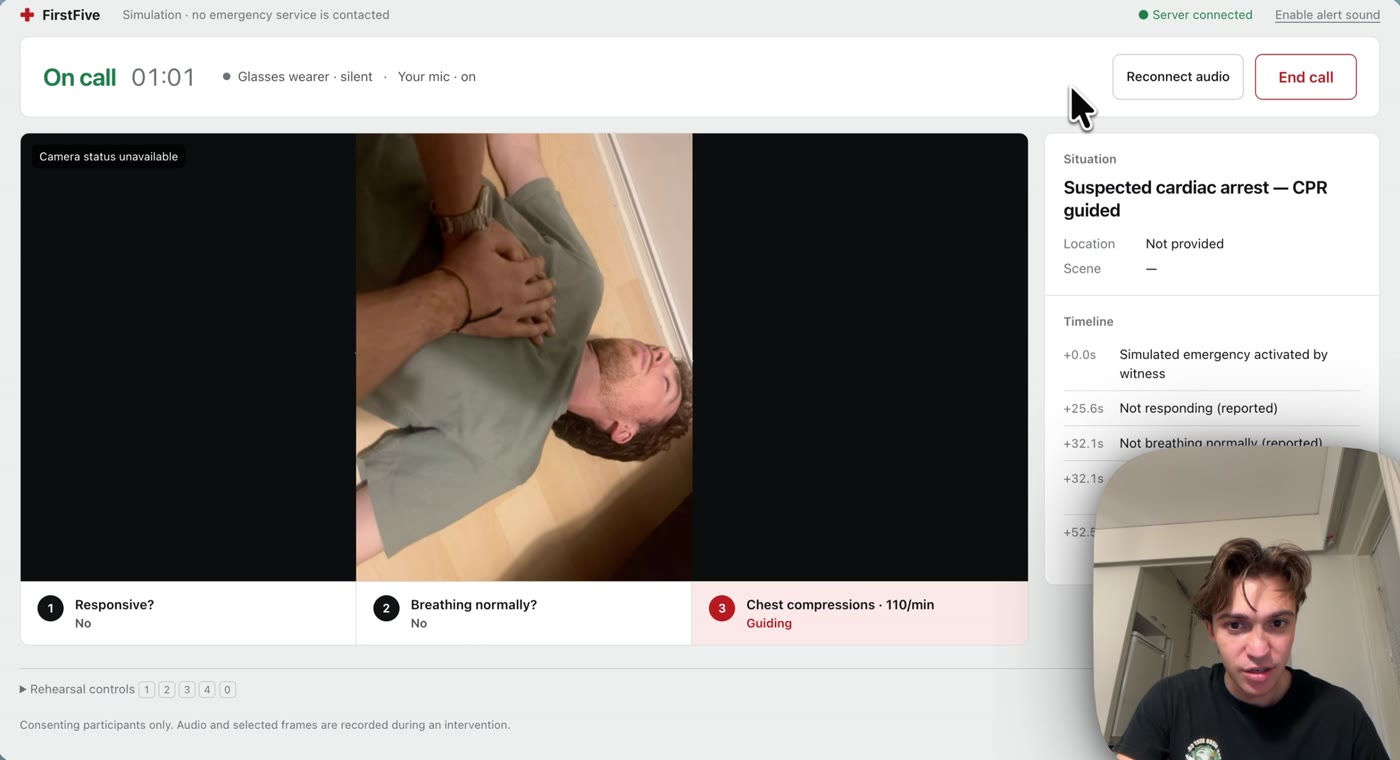 FirstFive
Simulation · no emergency service is contacted
Server connected
Enable alert sound
On call 01:01
Glasses wearer · silent · Your mic · on
Reconnect audio
End call
Camera status unavailable
1 Responsive?
No
2 Breathing normally?
No
3 Chest compressions · 110/min
Guiding
Situation
Suspected cardiac arrest — CPR
guided
Location Not provided
Scene —
Timeline
+0.0s Simulated emergency activated by
witness
+25.6s Not responding (reported)
+32.1s Not breathing normally (reported)
+32.1s
Rehearsal controls 1 2 3 4 0
Consenting participants only. Audio and selected frames are recorded during an intervention.